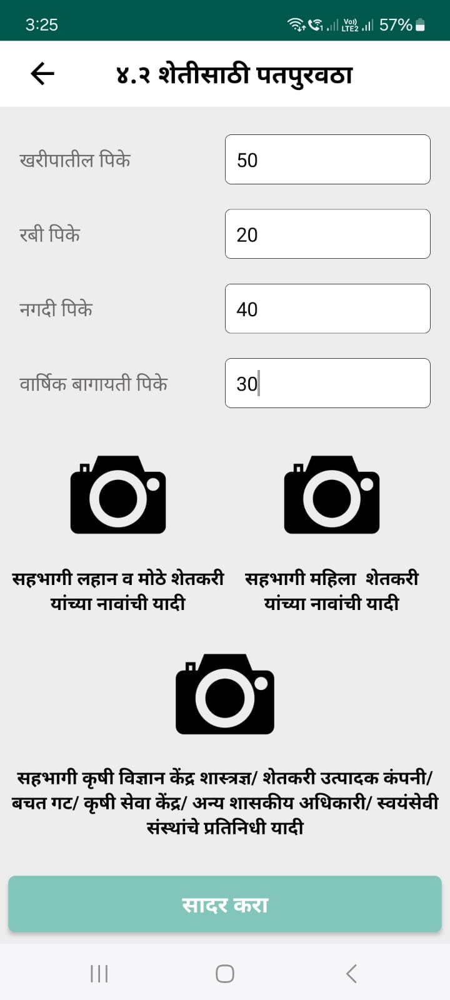 3:25
Vo)) LTE2 57%
४.२ शेतीसाठी पतपुरवठा
खरीपातील पिके 50
रबी पिके 20
नगदी पिके 40
वार्षिक बागायती पिके 30
सहभागी लहान व मोठे शेतकरी
यांच्या नावांची यादी
सहभागी महिला शेतकरी
यांच्या नावांची यादी
सहभागी कृषी विज्ञान केंद्र शास्त्रज्ञ/ शेतकरी उत्पादक कंपनी/
बचत गट/ कृषी सेवा केंद्र/ अन्य शासकीय अधिकारी/ स्वयंसेवी
संस्थांचे प्रतिनिधी यादी
सादर करा